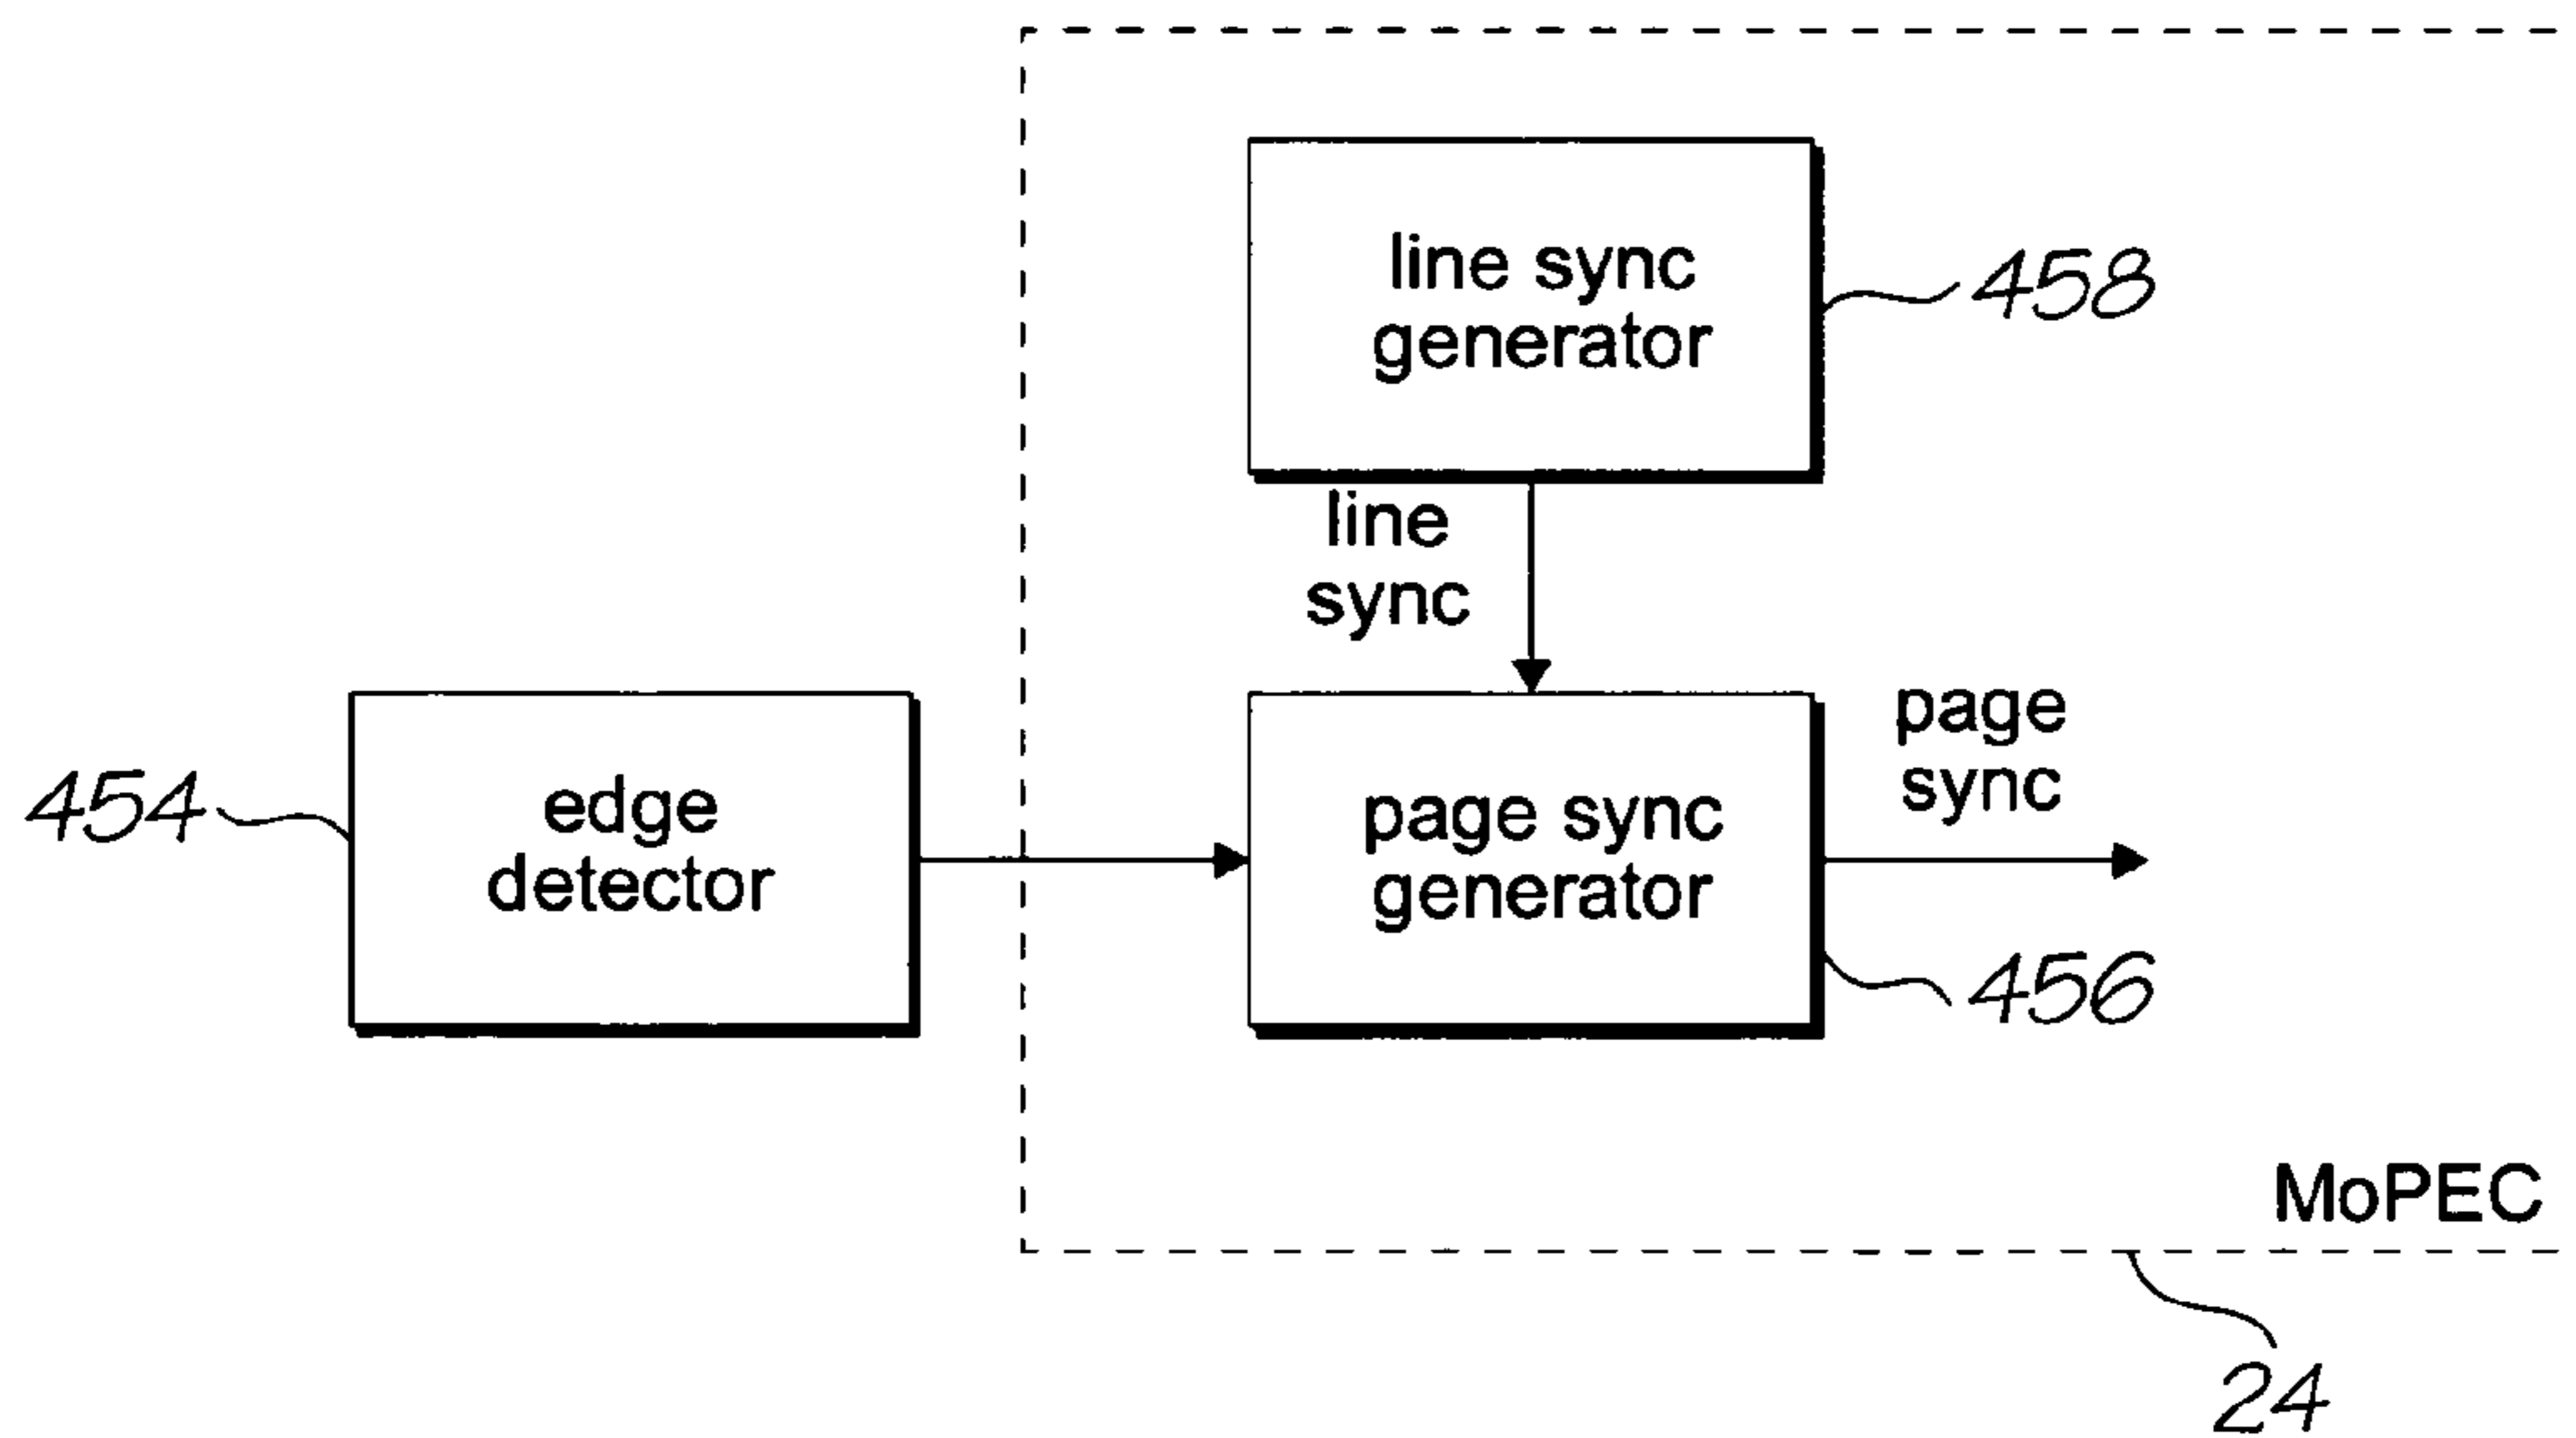 line sync
generator
458
line
sync
page
sync
454
edge
detector
page sync
generator
456
MoPEC
24